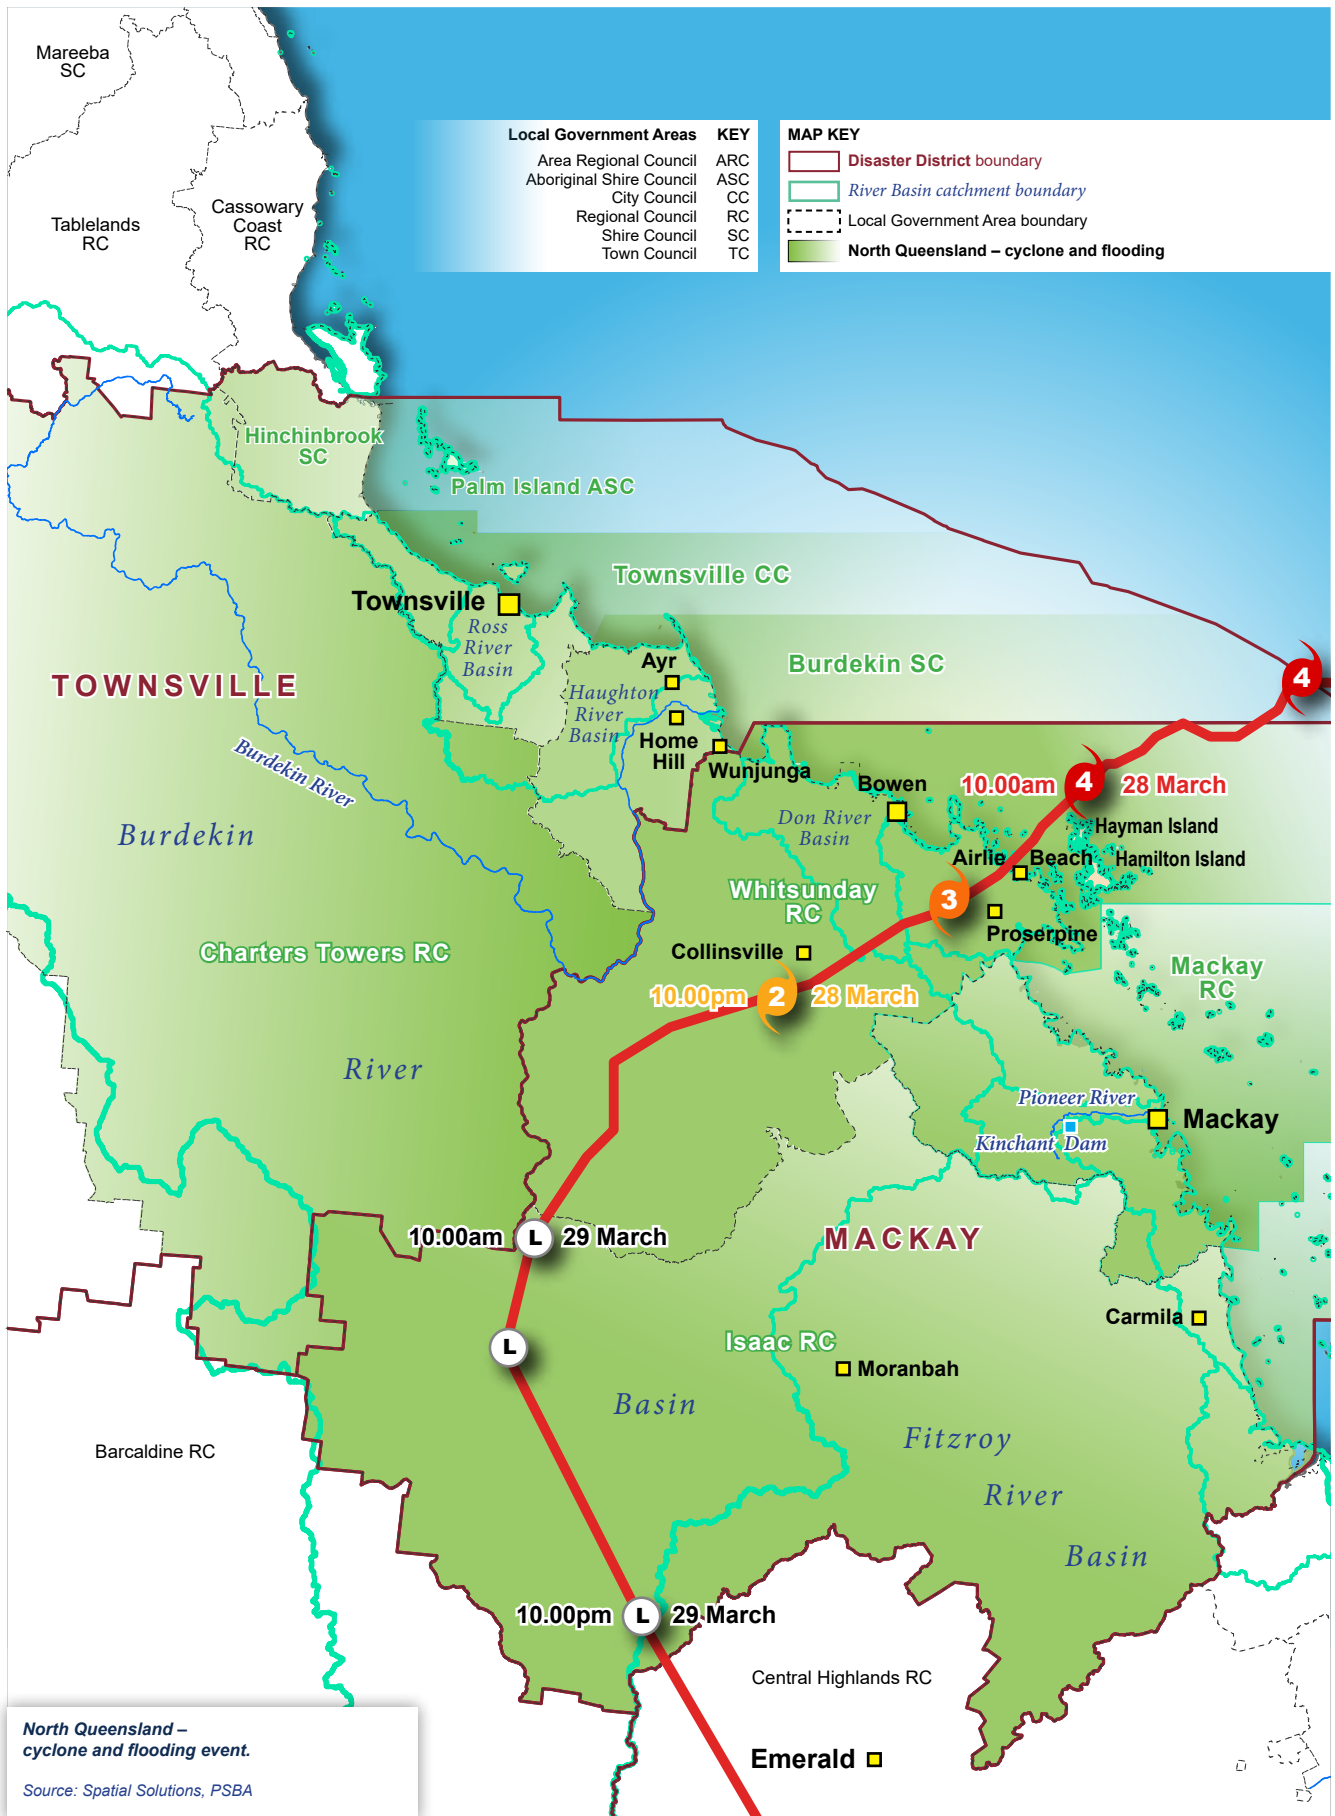 Mareeba
SC
Local Government Areas KEY
Area Regional Council ARC
Aboriginal Shire Council ASC
City Council CC
Regional Council RC
Shire Council SC
Town Council TC
MAP KEY
Disaster District boundary
River Basin catchment boundary
Local Government Area boundary
North Queensland – cyclone and flooding
Tablelands
RC
Cassowary
Coast
RC
Hinchinbrook
SC
Palm Island ASC
Townsville CC
Townsville
Ross
River
Basin
Burdekin SC
Ayr
TOWNSVILLE
Haughton
River
Basin
4
Home
Hill
Wunjunga
Burdekin River
Bowen
10.00am 4 28 March
Don River
Basin
Hayman Island
Burdekin
Airlie Beach
Hamilton Island
Whitsunday
RC
3
Proserpine
Charters Towers RC
Collinsville
Mackay
RC
10.00pm 2 28 March
River
Pioneer River
Mackay
Kinchant Dam
10.00am L 29 March
MACKAY
Carmila
L
Isaac RC
Moranbah
Basin
Fitzroy
Barcaldine RC
River
Basin
10.00pm L 29 March
Central Highlands RC
Emerald
North Queensland –
cyclone and flooding event.
Source: Spatial Solutions, PSBA